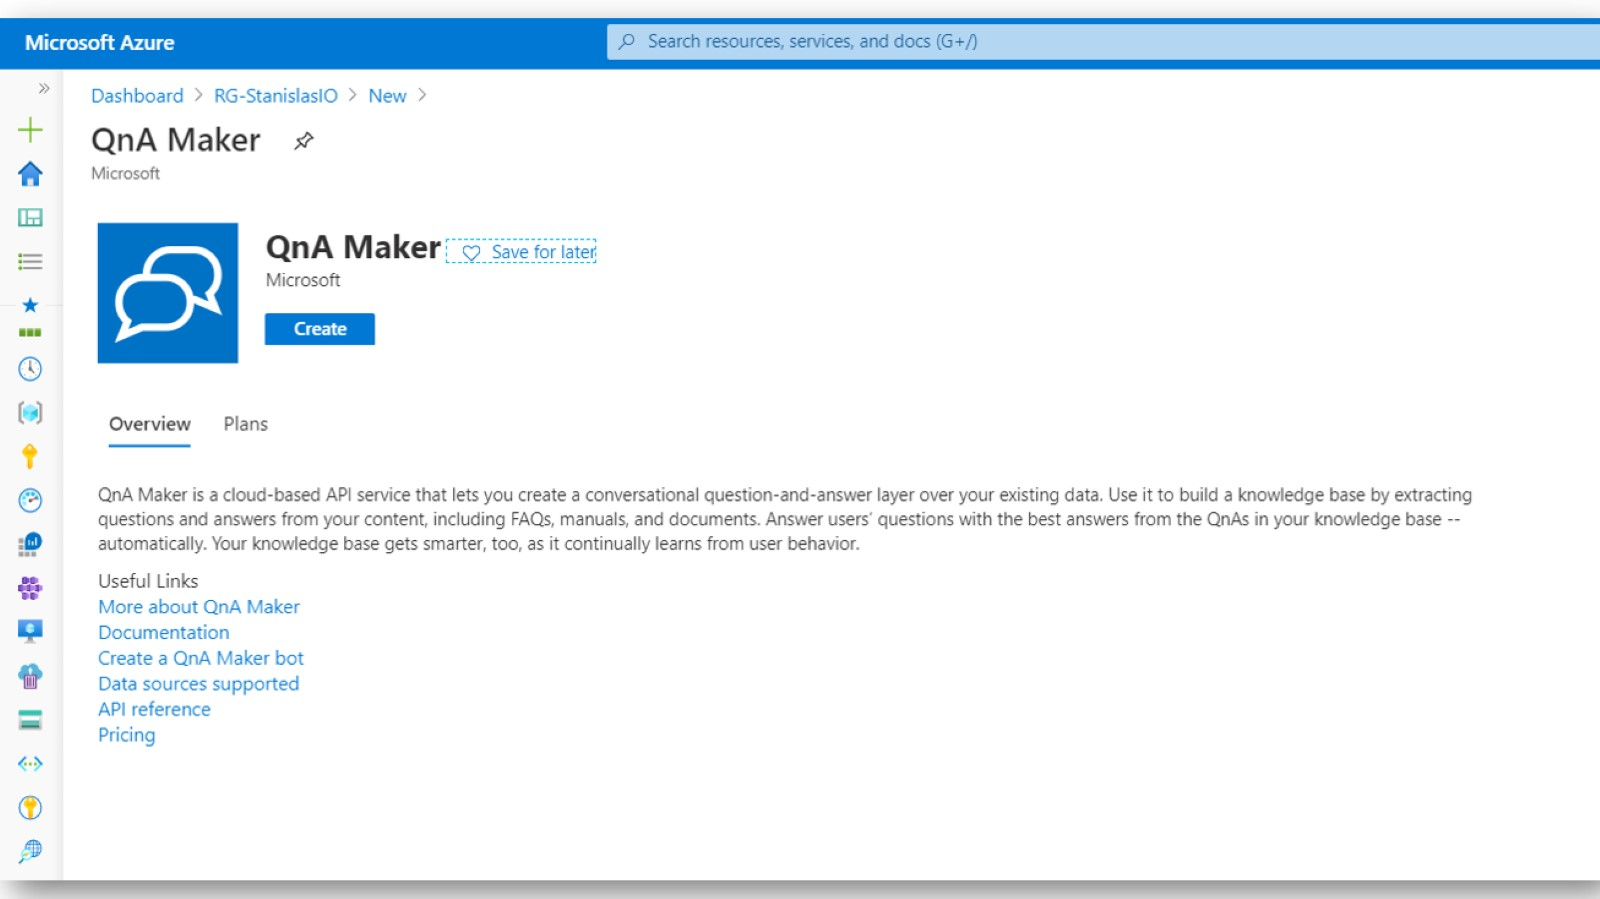 Microsoft Azure
Search resources, services, and docs (G+/)
Dashboard > RG-StanislasIO > New >
QnA Maker
Microsoft
QnA Maker
Save for later
Microsoft
Create
Overview Plans
QnA Maker is a cloud-based API service that lets you create a conversational question-and-answer layer over your existing data. Use it to build a knowledge base by extracting
questions and answers from your content, including FAQs, manuals, and documents. Answer users’ questions with the best answers from the QnAs in your knowledge base --
automatically. Your knowledge base gets smarter, too, as it continually learns from user behavior.
Useful Links
More about QnA Maker
Documentation
Create a QnA Maker bot
Data sources supported
API reference
Pricing